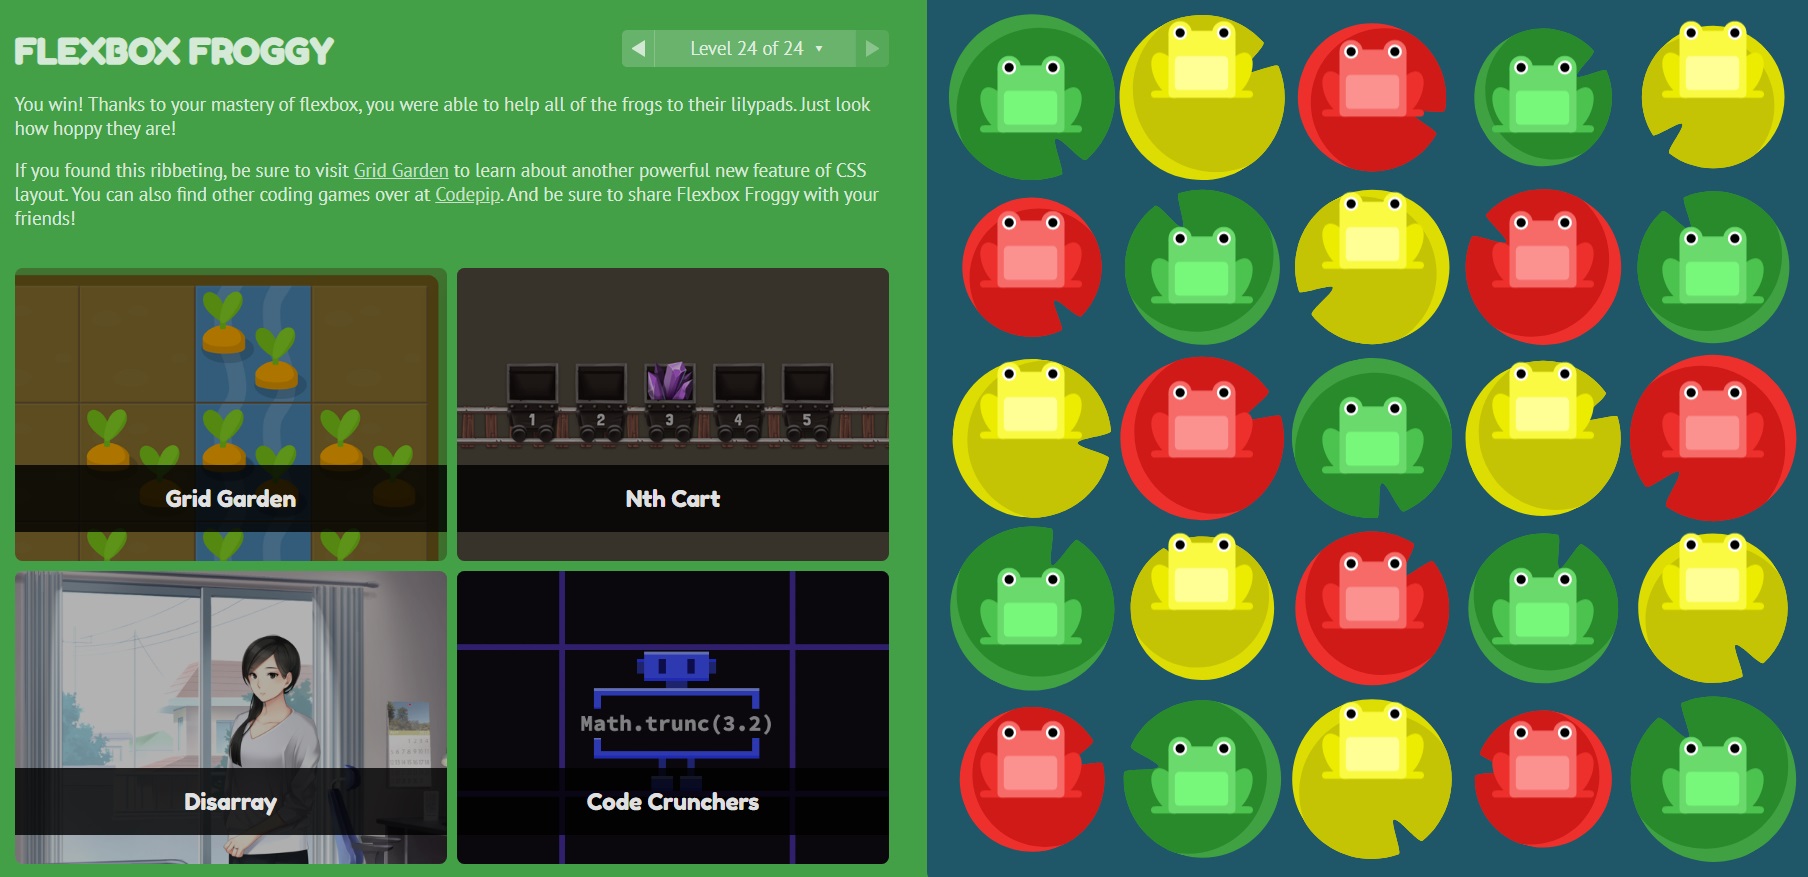 FLEXBOX FROGGY
◀ Level 24 of 24 ▾ ▶
You win! Thanks to your mastery of flexbox, you were able to help all of the frogs to their lilypads. Just look
how hoppy they are!
If you found this ribbeting, be sure to visit Grid Garden to learn about another powerful new feature of CSS
layout. You can also find other coding games over at Codepip. And be sure to share Flexbox Froggy with your
friends!
Grid Garden
1 2 3 4 5
Nth Cart
Disarray
Math.trunc(3.2)
Code Crunchers